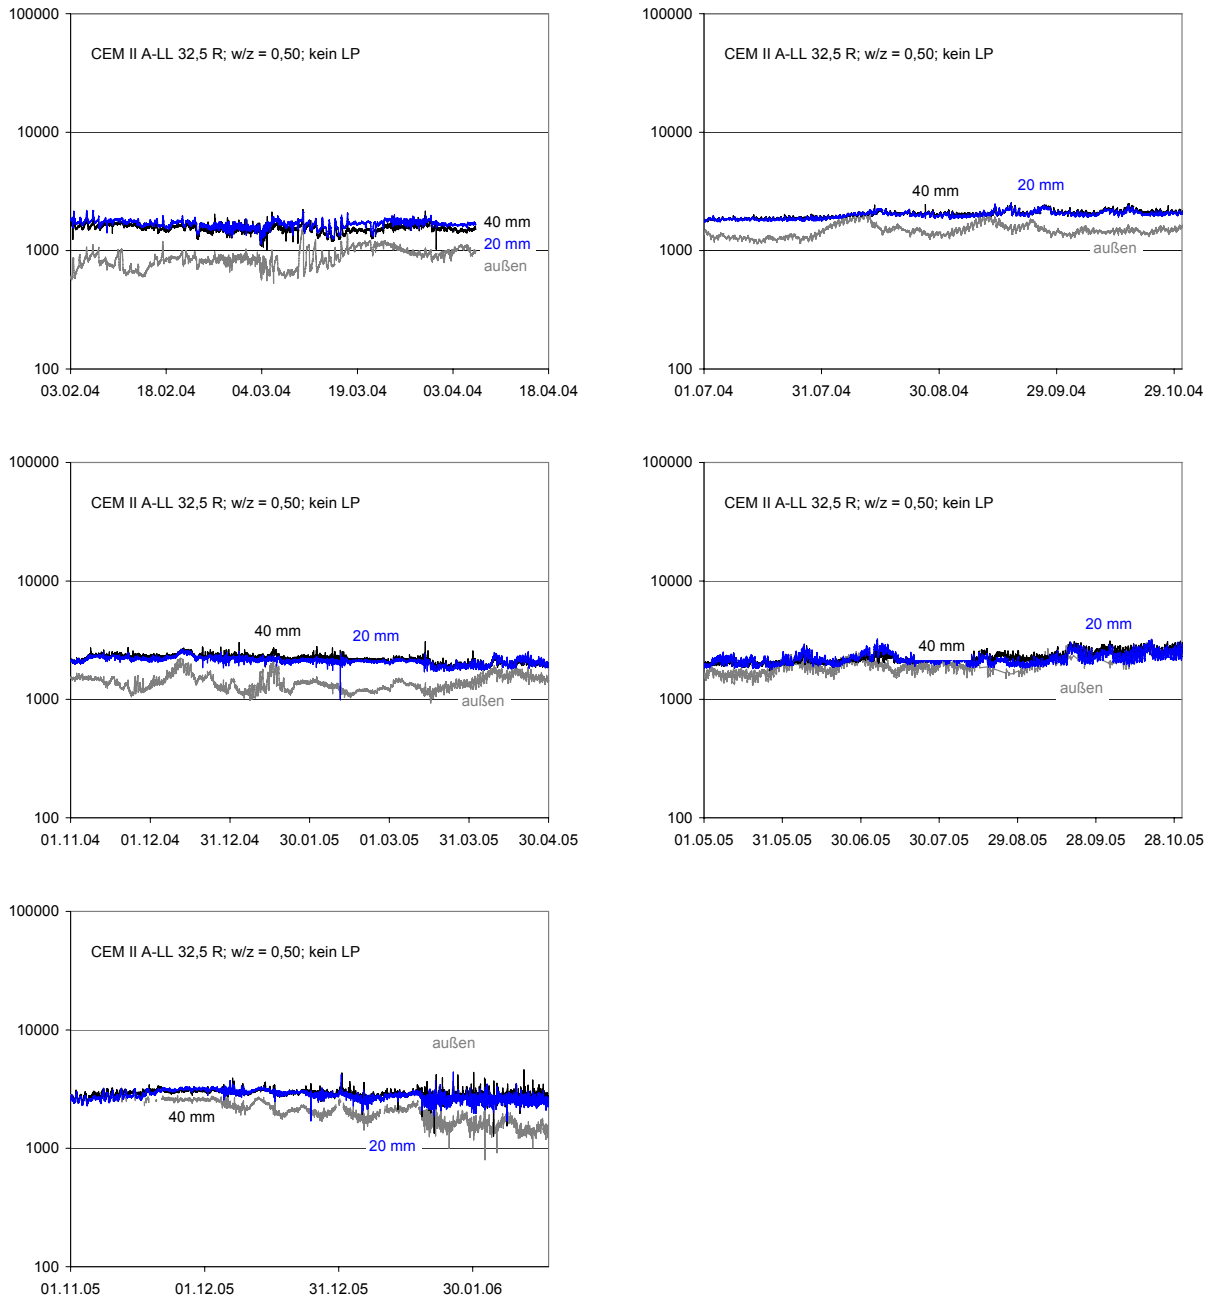 100000
CEM II A-LL 32,5 R; w/z = 0,50; kein LP
10000
40 mm
20 mm
1000
außen
100
03.02.04 18.02.04 04.03.04 19.03.04 03.04.04 18.04.04
100000
CEM II A-LL 32,5 R; w/z = 0,50; kein LP
10000
20 mm
40 mm
1000
außen
100
01.07.04 31.07.04 30.08.04 29.09.04 29.10.04
100000
CEM II A-LL 32,5 R; w/z = 0,50; kein LP
10000
40 mm
20 mm
1000
außen
100
01.11.04 01.12.04 31.12.04 30.01.05 01.03.05 31.03.05 30.04.05
100000
CEM II A-LL 32,5 R; w/z = 0,50; kein LP
10000
20 mm
40 mm
außen
1000
100
01.05.05 31.05.05 30.06.05 30.07.05 29.08.05 28.09.05 28.10.05
100000
CEM II A-LL 32,5 R; w/z = 0,50; kein LP
10000
außen
40 mm
20 mm
1000
100
01.11.05 01.12.05 31.12.05 30.01.06